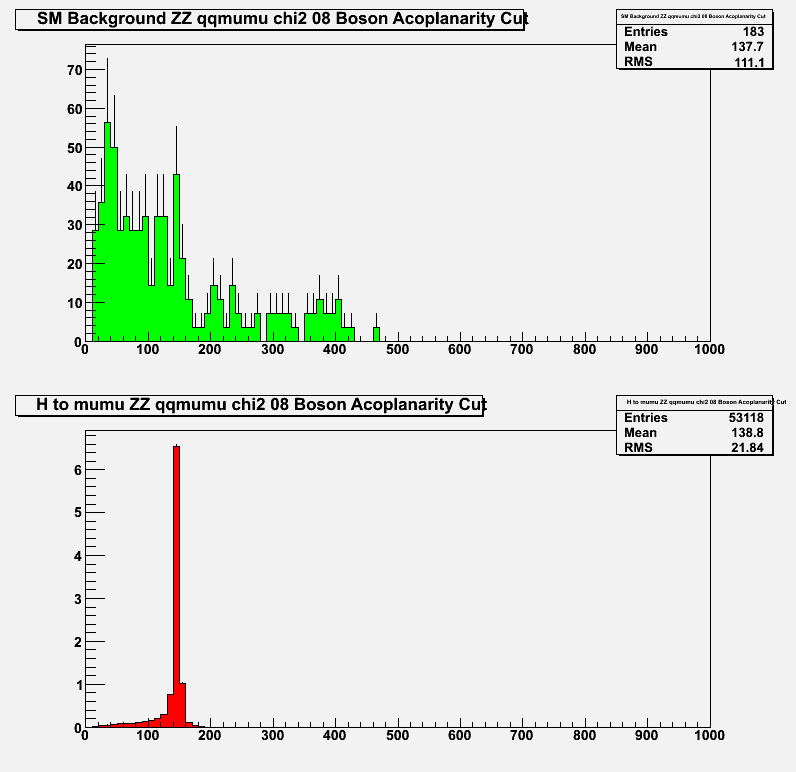 SM Background ZZ qqmumu chi2 08 Boson Acoplanarity Cut
SM Background ZZ qqmumu chi2 08 Boson Acoplanarity Cut
Entries 183
Mean 137.7
RMS 111.1
70
60
50
40
30
20
10
0
0 100 200 300 400 500 600 700 800 900 1000
H to mumu ZZ qqmumu chi2 08 Boson Acoplanarity Cut
H to mumu ZZ qqmumu chi2 08 Boson Acoplanarity Cut
Entries 53118
Mean 138.8
RMS 21.84
6
5
4
3
2
1
0
0 100 200 300 400 500 600 700 800 900 1000